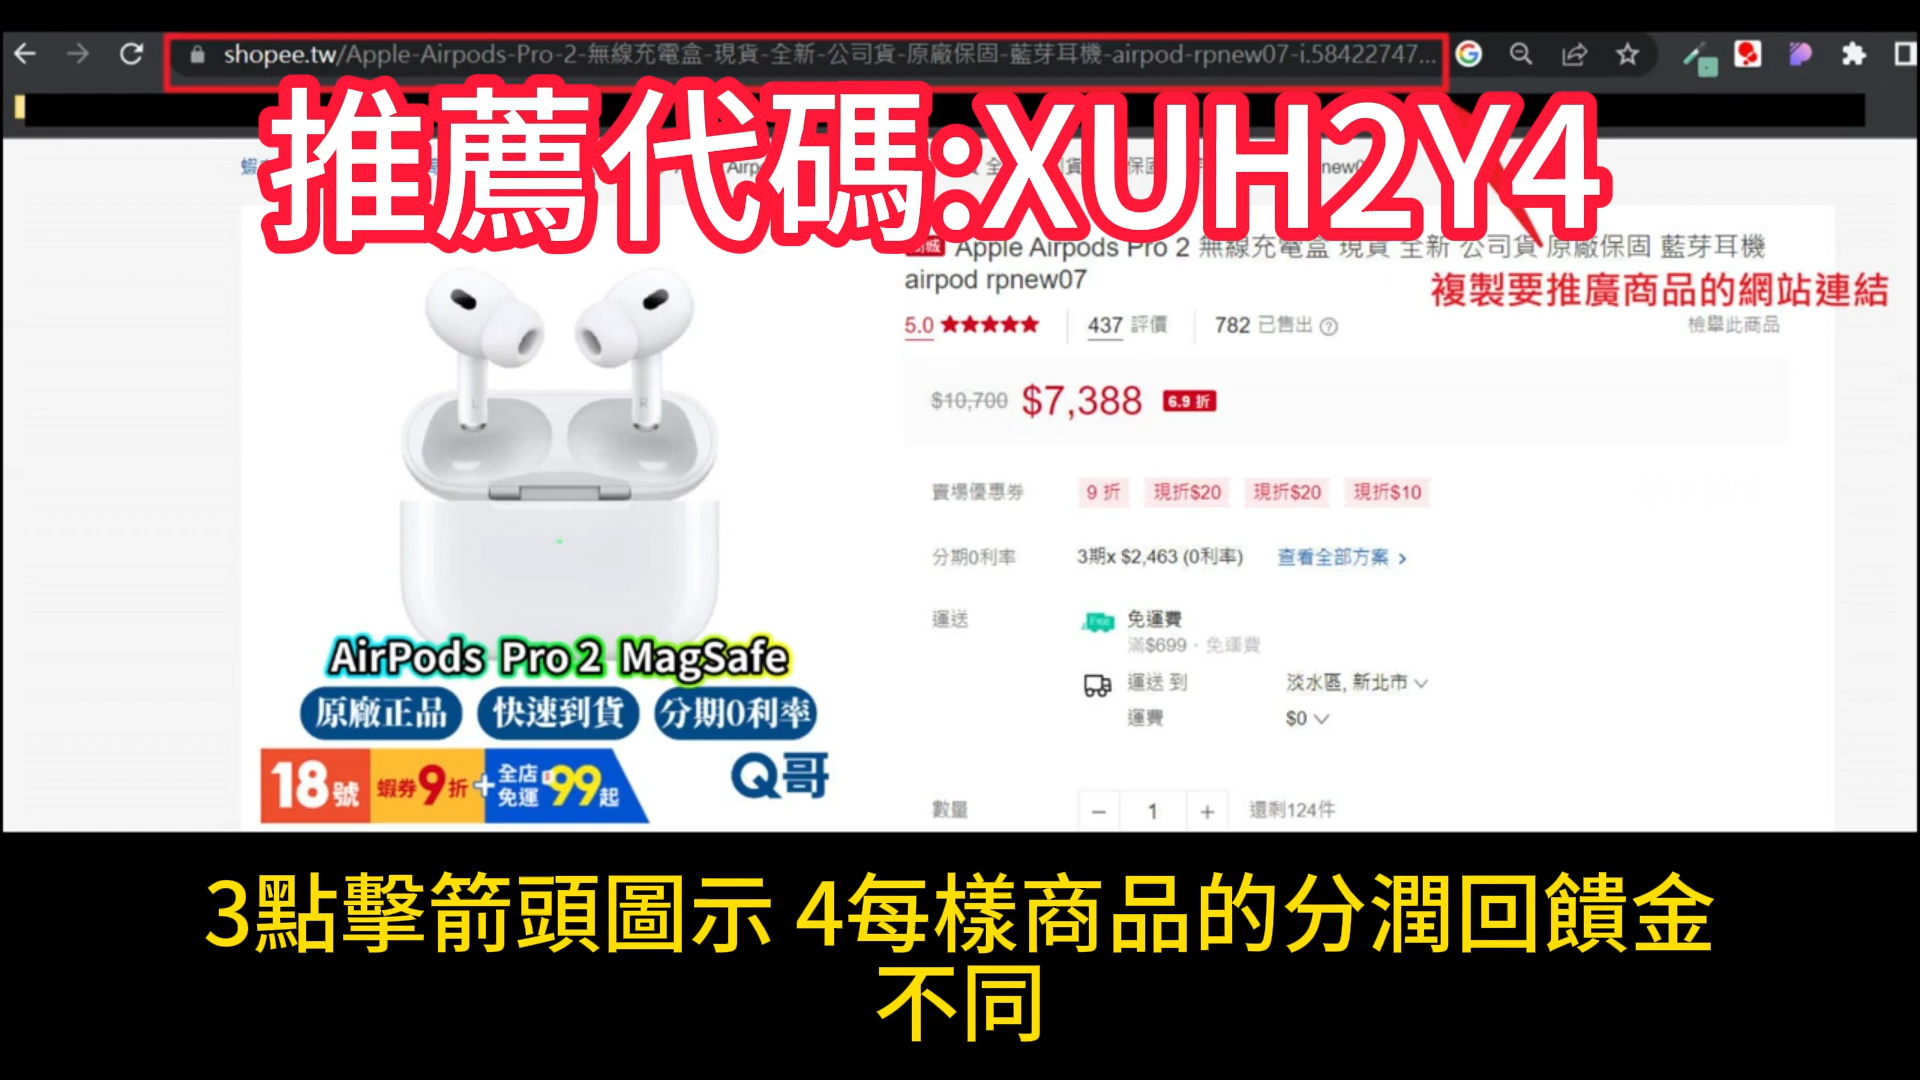 shopee.tw/Apple-Airpods-Pro-2-無線充電盒-現貨-全新-公司貨-原廠保固-藍芽耳機-airpod-rpnew07-i.58422747...
推薦代碼:XUH2Y4
Apple Airpods Pro 2 無線充電盒 現貨 全新 公司貨 原廠保固 藍芽耳機
airpod rpnew07
複製要推廣商品的網站連結
5.0 ★★★★★ 437 評價 782 已售出 檢舉此商品
$10,700 $7,388 6.9 折
賣場優惠券 9 折 現折$20 現折$20 現折$10
分期0利率 3期x $2,463 (0利率) 查看全部方案
運送 免運費
滿$699，免運費
運送 到 淡水區, 新北市
運費 $0
數量 − 1 + 還剩124件
L R
AirPods Pro 2 MagSafe
原廠正品 快速到貨 分期0利率
18號 蝦券9折+全店免運$99起
Q哥
3點擊箭頭圖示 4每樣商品的分潤回饋金
不同